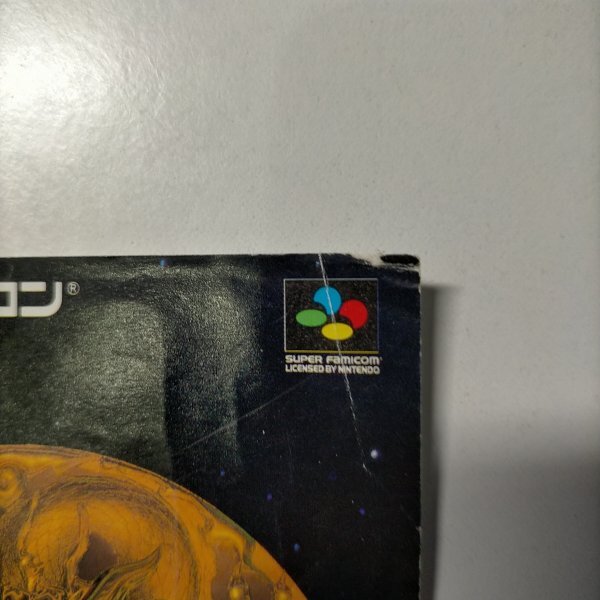 コン®
SUPER FAMICOM
LICENSED BY NINTENDO